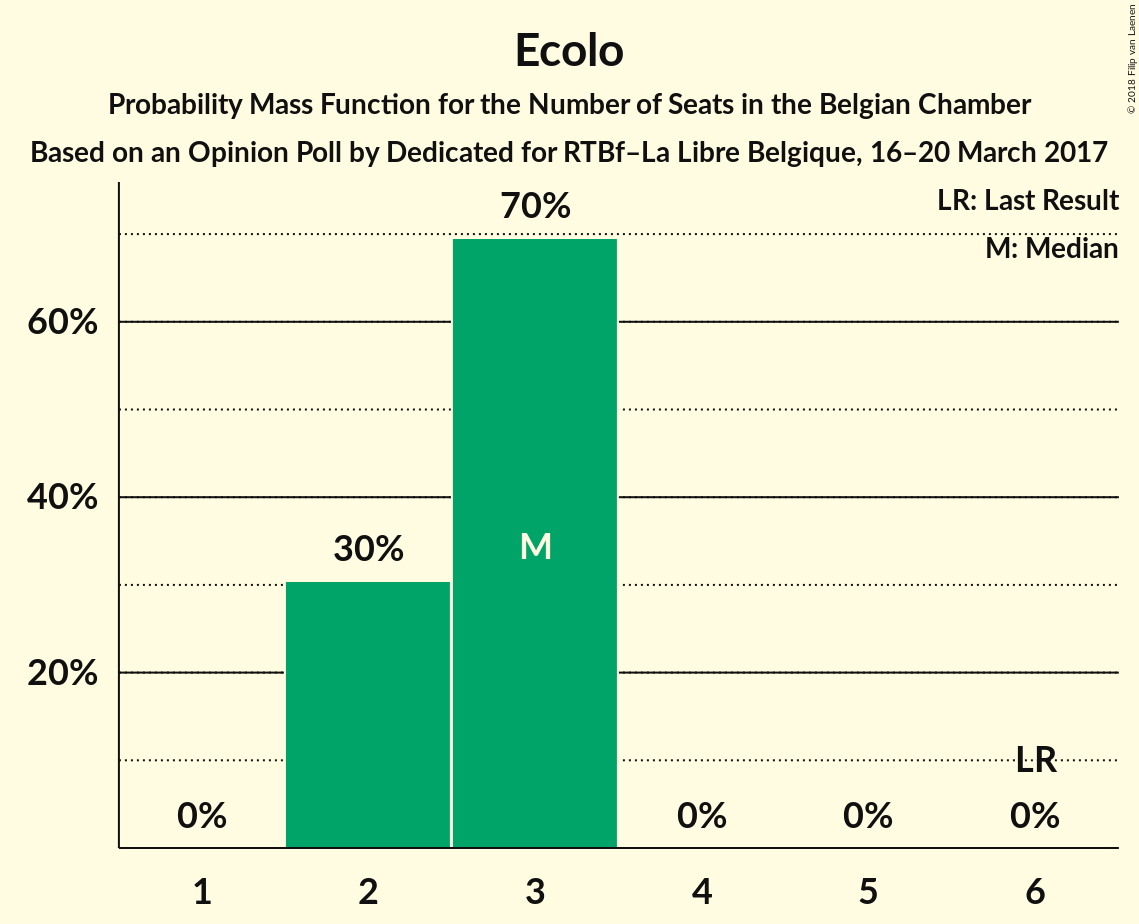 Ecolo
Probability Mass Function for the Number of Seats in the Belgian Chamber
Based on an Opinion Poll by Dedicated for RTBf–La Libre Belgique, 16–20 March 2017
© 2018 Filip van Laenen
LR: Last Result
M: Median
70%
60%
40%
30%
M
20%
LR
0%
0%
0%
0%
1
2
3
4
5
6